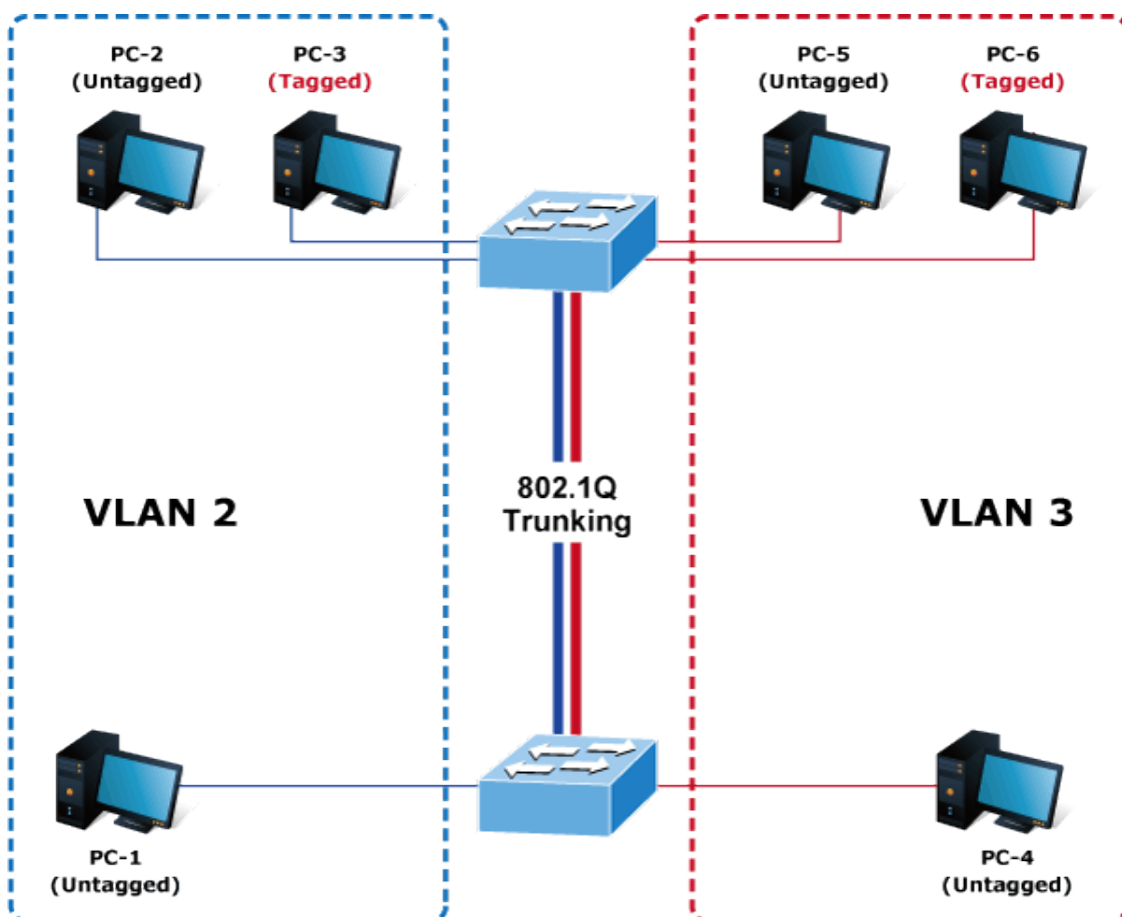 PC-2
(Untagged)
PC-3
(Tagged)
PC-5
(Untagged)
PC-6
(Tagged)
802.1Q
Trunking
VLAN 2
VLAN 3
PC-1
(Untagged)
PC-4
(Untagged)